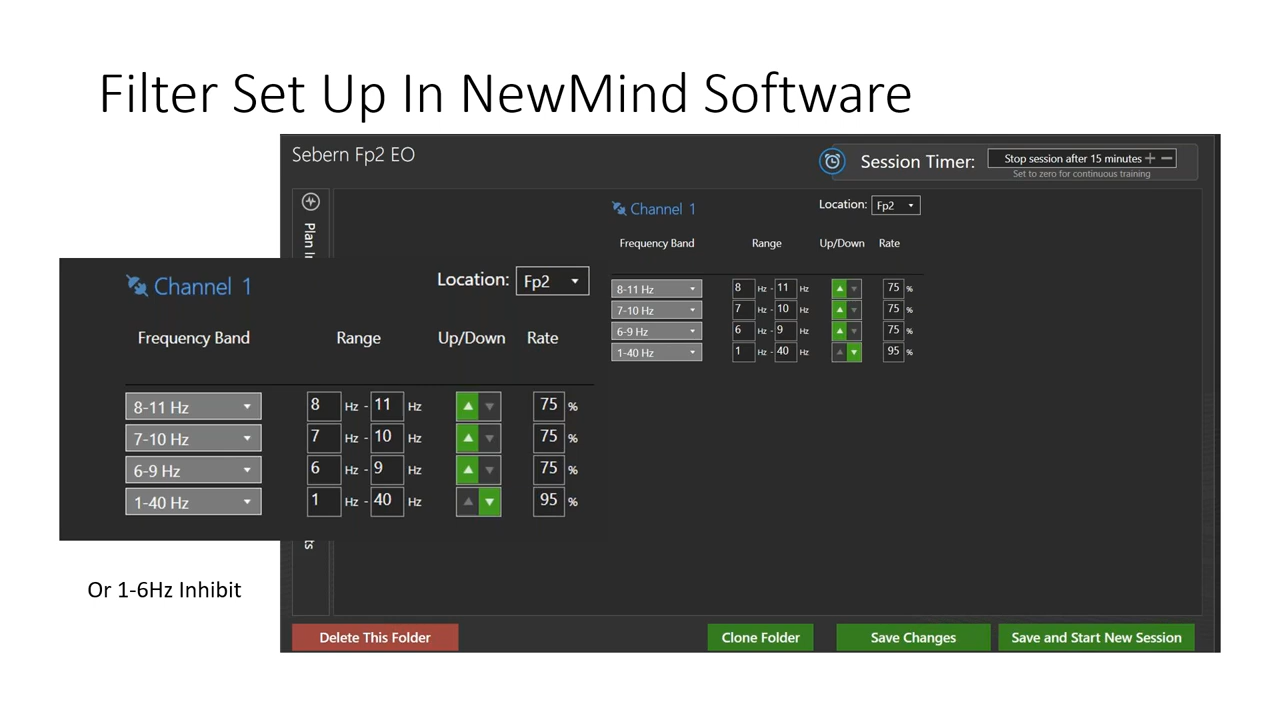 Filter Set Up In NewMind Software
Sebern Fp2 EO
Session Timer:
Stop session after 15 minutes + −
Set to zero for continuous training
Channel 1
Location: Fp2
Frequency Band Range Up/Down Rate
8-11 Hz 8 Hz - 11 Hz 75 %
7-10 Hz 7 Hz - 10 Hz 75 %
6-9 Hz 6 Hz - 9 Hz 75 %
1-40 Hz 1 Hz - 40 Hz 95 %
Plan
Channel 1
Location: Fp2
Frequency Band Range Up/Down Rate
8-11 Hz 8 Hz - 11 Hz 75 %
7-10 Hz 7 Hz - 10 Hz 75 %
6-9 Hz 6 Hz - 9 Hz 75 %
1-40 Hz 1 Hz - 40 Hz 95 %
ts
Or 1-6Hz Inhibit
Delete This Folder
Clone Folder
Save Changes
Save and Start New Session